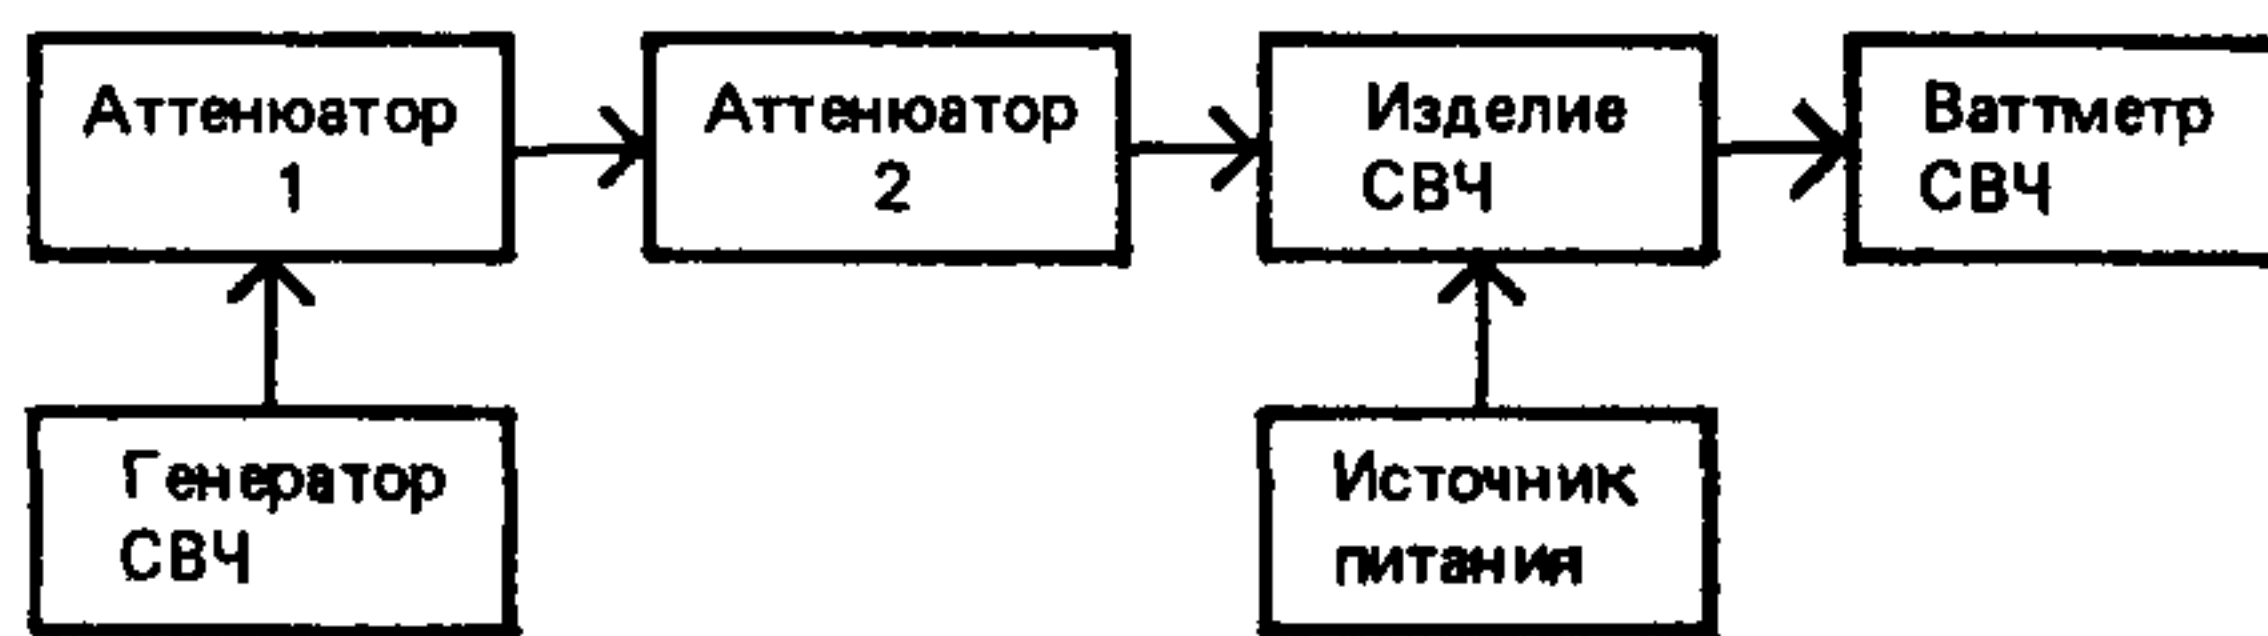 Аттенюатор
1
Аттенюатор
2
Изделие
СВЧ
Ваттметр
СВЧ
Генератор
СВЧ
Источник
питания